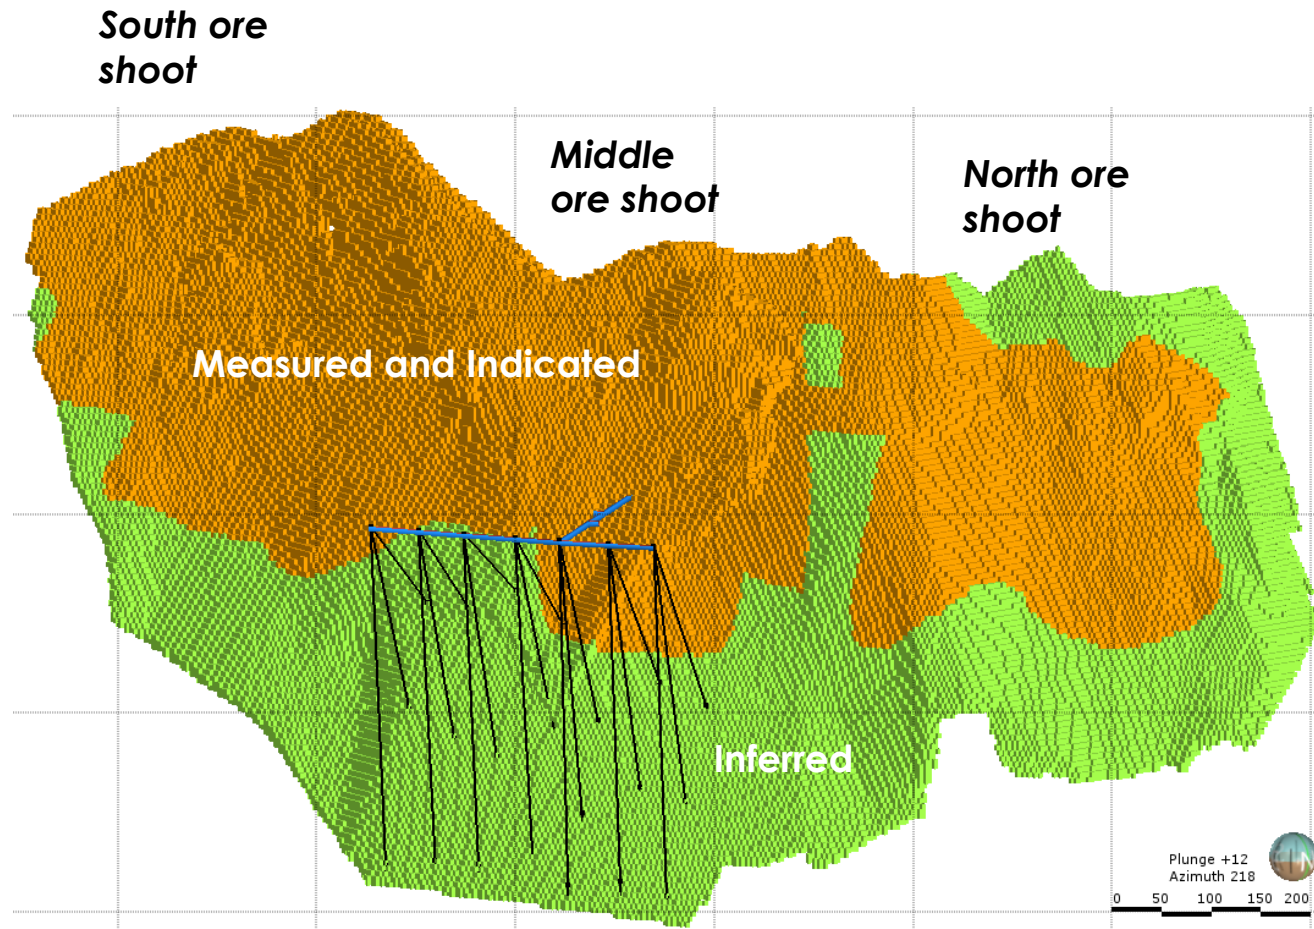 South ore
shoot
Middle
ore shoot
North ore
shoot
Measured and Indicated
Inferred
Plunge +12
Azimuth 218
0 50 100 150 200